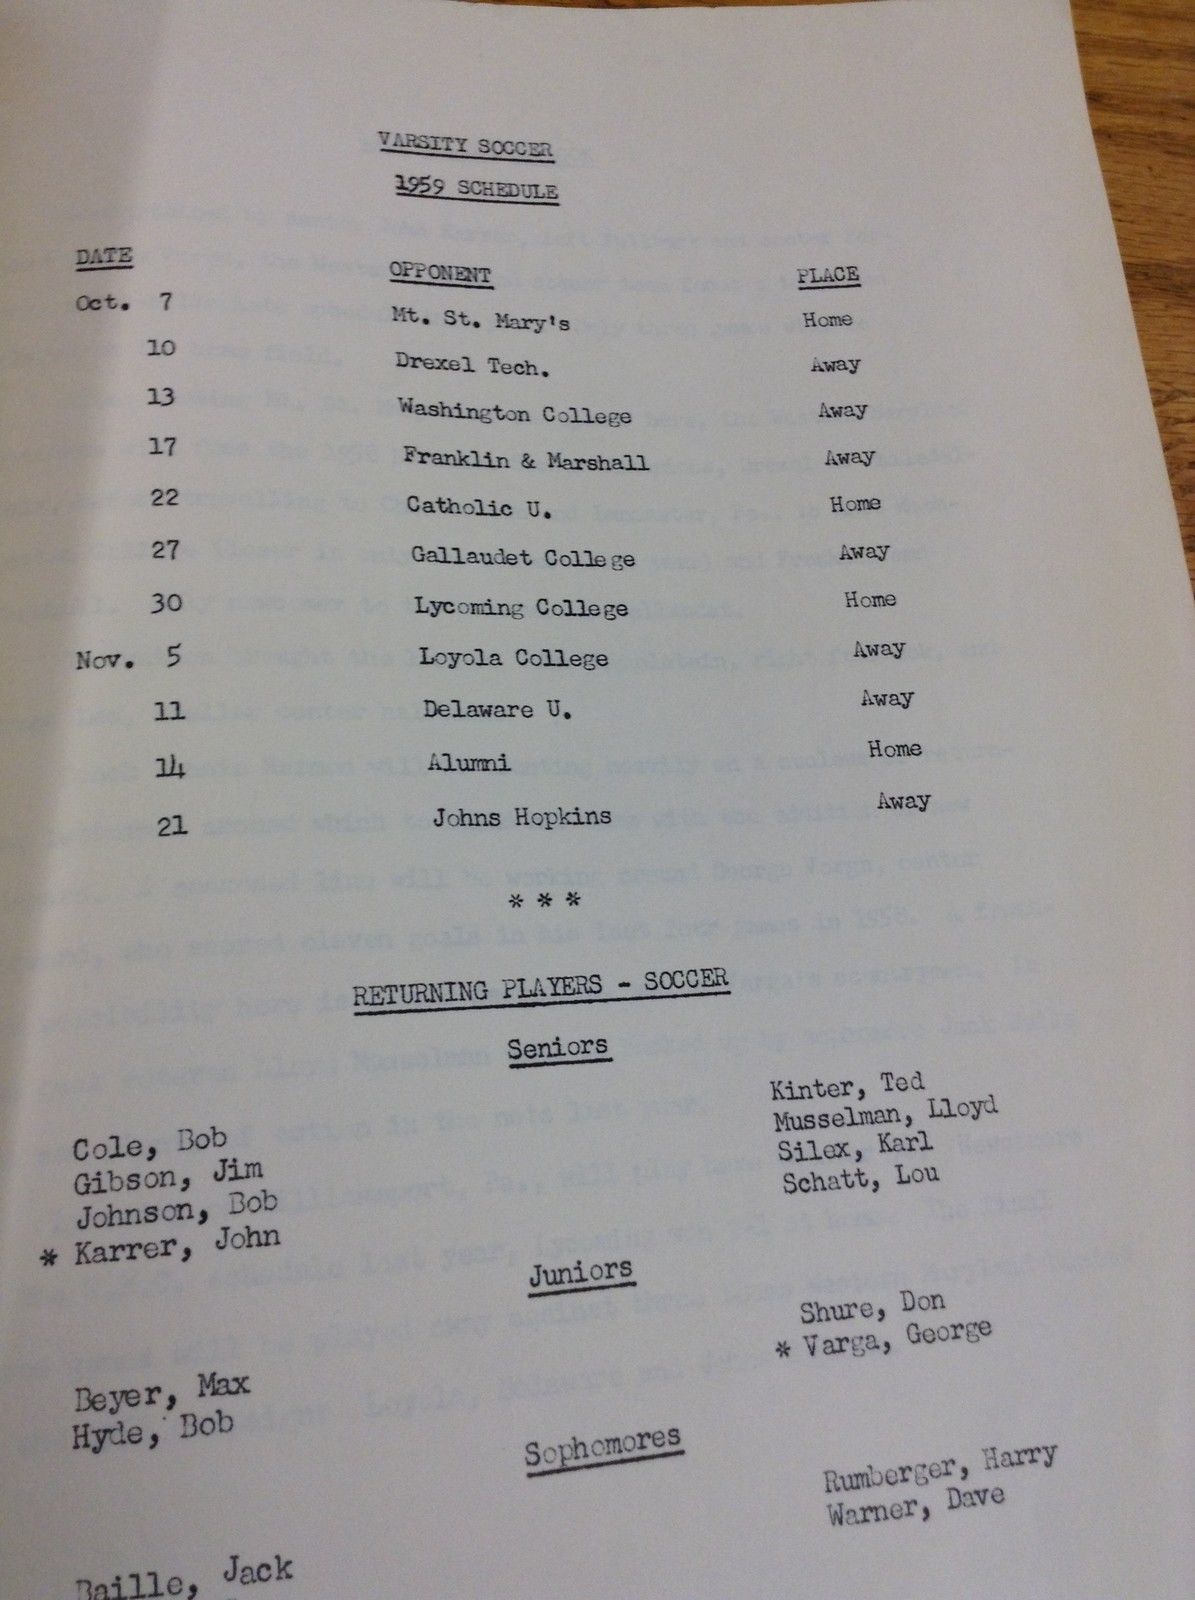 VARSITY SOCCER
1959 SCHEDULE
DATE OPPONENT PLACE
Oct. 7 Mt. St. Mary's Home
10 Drexel Tech. Away
13 Washington College Away
17 Franklin & Marshall Away
22 Catholic U. Home
27 Gallaudet College Away
30 Lycoming College Home
Nov. 5 Loyola College Away
11 Delaware U. Away
14 Alumni Home
21 Johns Hopkins Away
* * *
RETURNING PLAYERS - SOCCER
Seniors
Cole, Bob Kinter, Ted
Gibson, Jim Musselman, Lloyd
Johnson, Bob Silex, Karl
* Karrer, John Schatt, Lou
Juniors
Beyer, Max Shure, Don
Hyde, Bob * Varga, George
Sophomores
Baille, Jack Rumberger, Harry
Warner, Dave